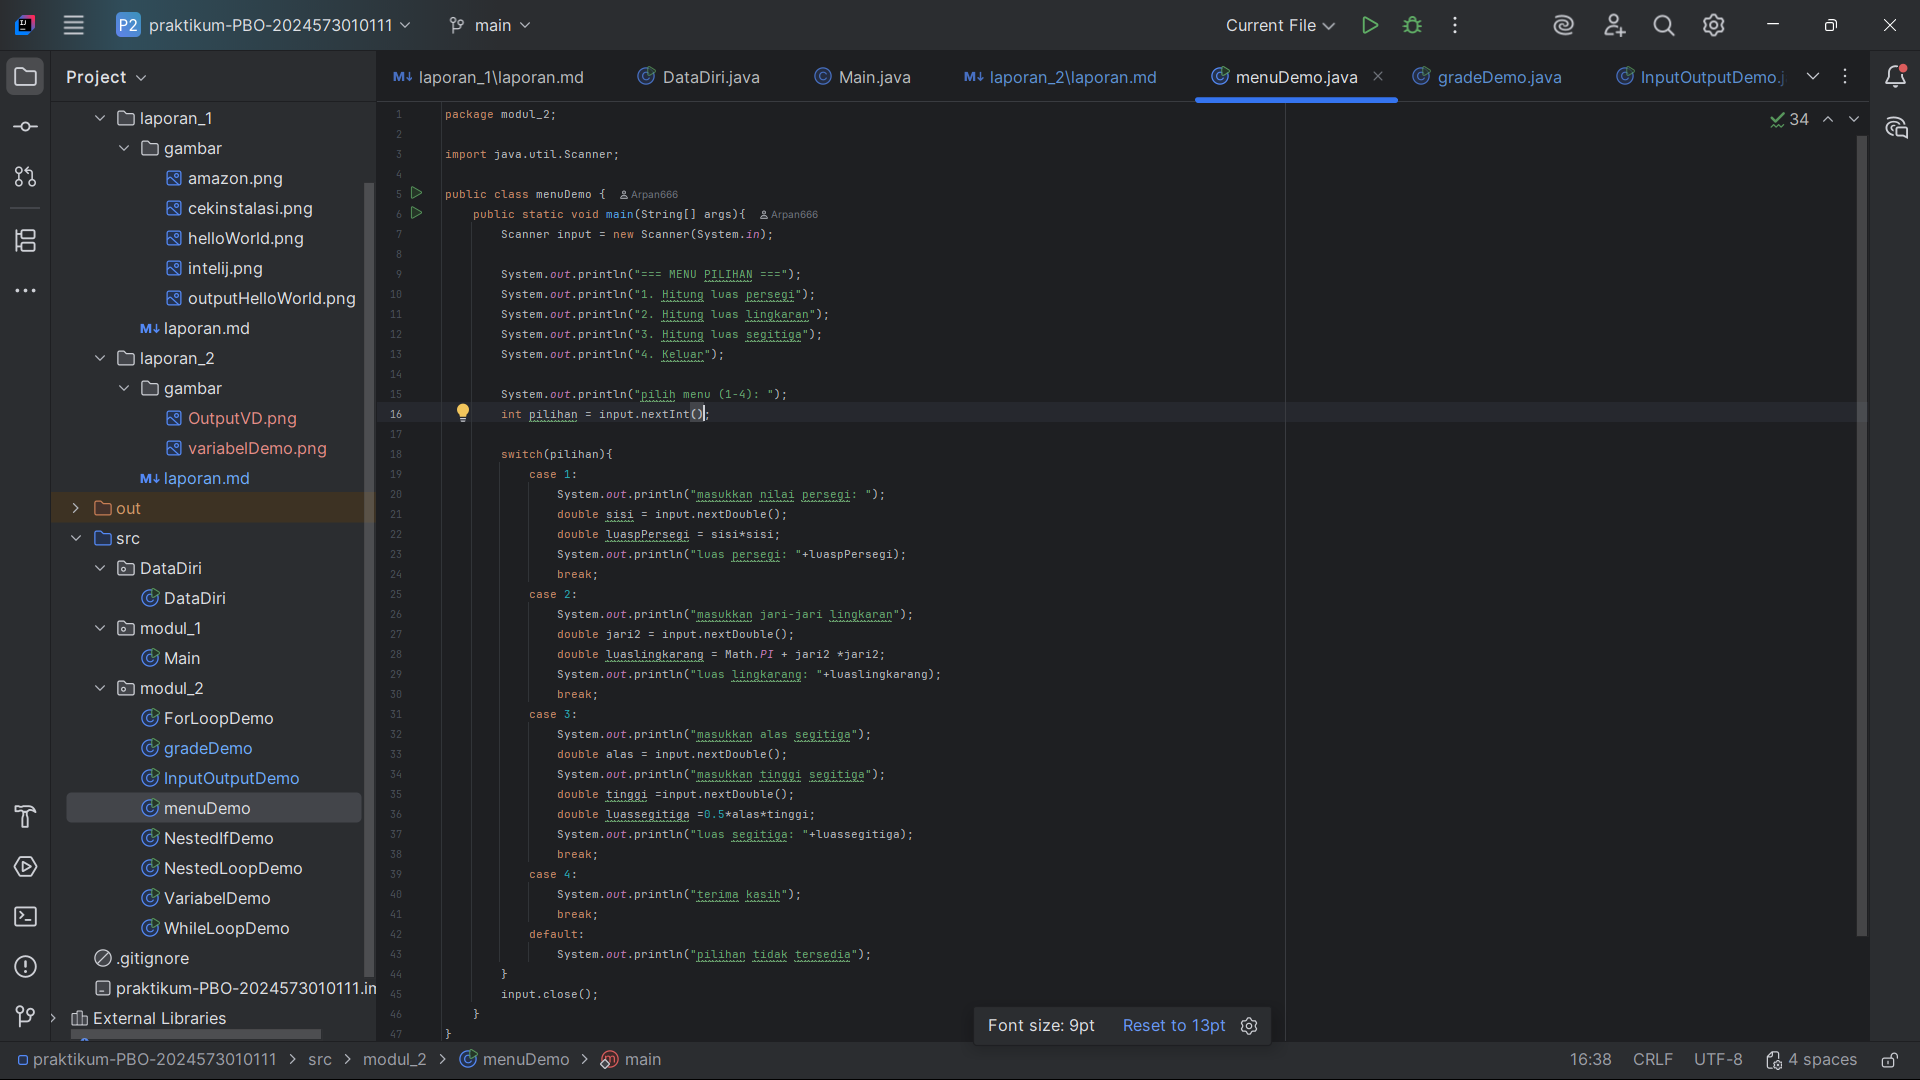 P2 praktikum-PBO-2024573010111 main Current File
Project
laporan_1\laporan.md DataDiri.java Main.java laporan_2\laporan.md menuDemo.java gradeDemo.java InputOutputDemo.j
laporan_1
gambar
amazon.png
cekinstalasi.png
helloWorld.png
intelij.png
outputHelloWorld.png
laporan.md
laporan_2
gambar
OutputVD.png
variabelDemo.png
laporan.md
out
src
DataDiri
DataDiri
modul_1
Main
modul_2
ForLoopDemo
gradeDemo
InputOutputDemo
menuDemo
NestedIfDemo
NestedLoopDemo
VariabelDemo
WhileLoopDemo
.gitignore
praktikum-PBO-2024573010111.im
External Libraries
34
1 package modul_2;
2
3 import java.util.Scanner;
4
5 public class menuDemo { Arpan666
6 public static void main(String[] args){ Arpan666
7 Scanner input = new Scanner(System.in);
8
9 System.out.println("=== MENU PILIHAN ===");
10 System.out.println("1. Hitung luas persegi");
11 System.out.println("2. Hitung luas lingkaran");
12 System.out.println("3. Hitung luas segitiga");
13 System.out.println("4. Keluar");
14
15 System.out.println("pilih menu (1-4): ");
16 int pilihan = input.nextInt();
17
18 switch(pilihan){
19 case 1:
20 System.out.println("masukkan nilai persegi: ");
21 double sisi = input.nextDouble();
22 double luaspPersegi = sisi*sisi;
23 System.out.println("luas persegi: "+luaspPersegi);
24 break;
25 case 2:
26 System.out.println("masukkan jari-jari lingkaran");
27 double jari2 = input.nextDouble();
28 double luaslingkarang = Math.PI + jari2 *jari2;
29 System.out.println("luas lingkarang: "+luaslingkarang);
30 break;
31 case 3:
32 System.out.println("masukkan alas segitiga");
33 double alas = input.nextDouble();
34 System.out.println("masukkan tinggi segitiga");
35 double tinggi =input.nextDouble();
36 double luassegitiga =0.5*alas*tinggi;
37 System.out.println("luas segitiga: "+luassegitiga);
38 break;
39 case 4:
40 System.out.println("terima kasih");
41 break;
42 default:
43 System.out.println("pilihan tidak tersedia");
44 }
45 input.close();
46 }
47 }
Font size: 9pt Reset to 13pt
praktikum-PBO-2024573010111 > src > modul_2 > menuDemo > main 16:38 CRLF UTF-8 4 spaces